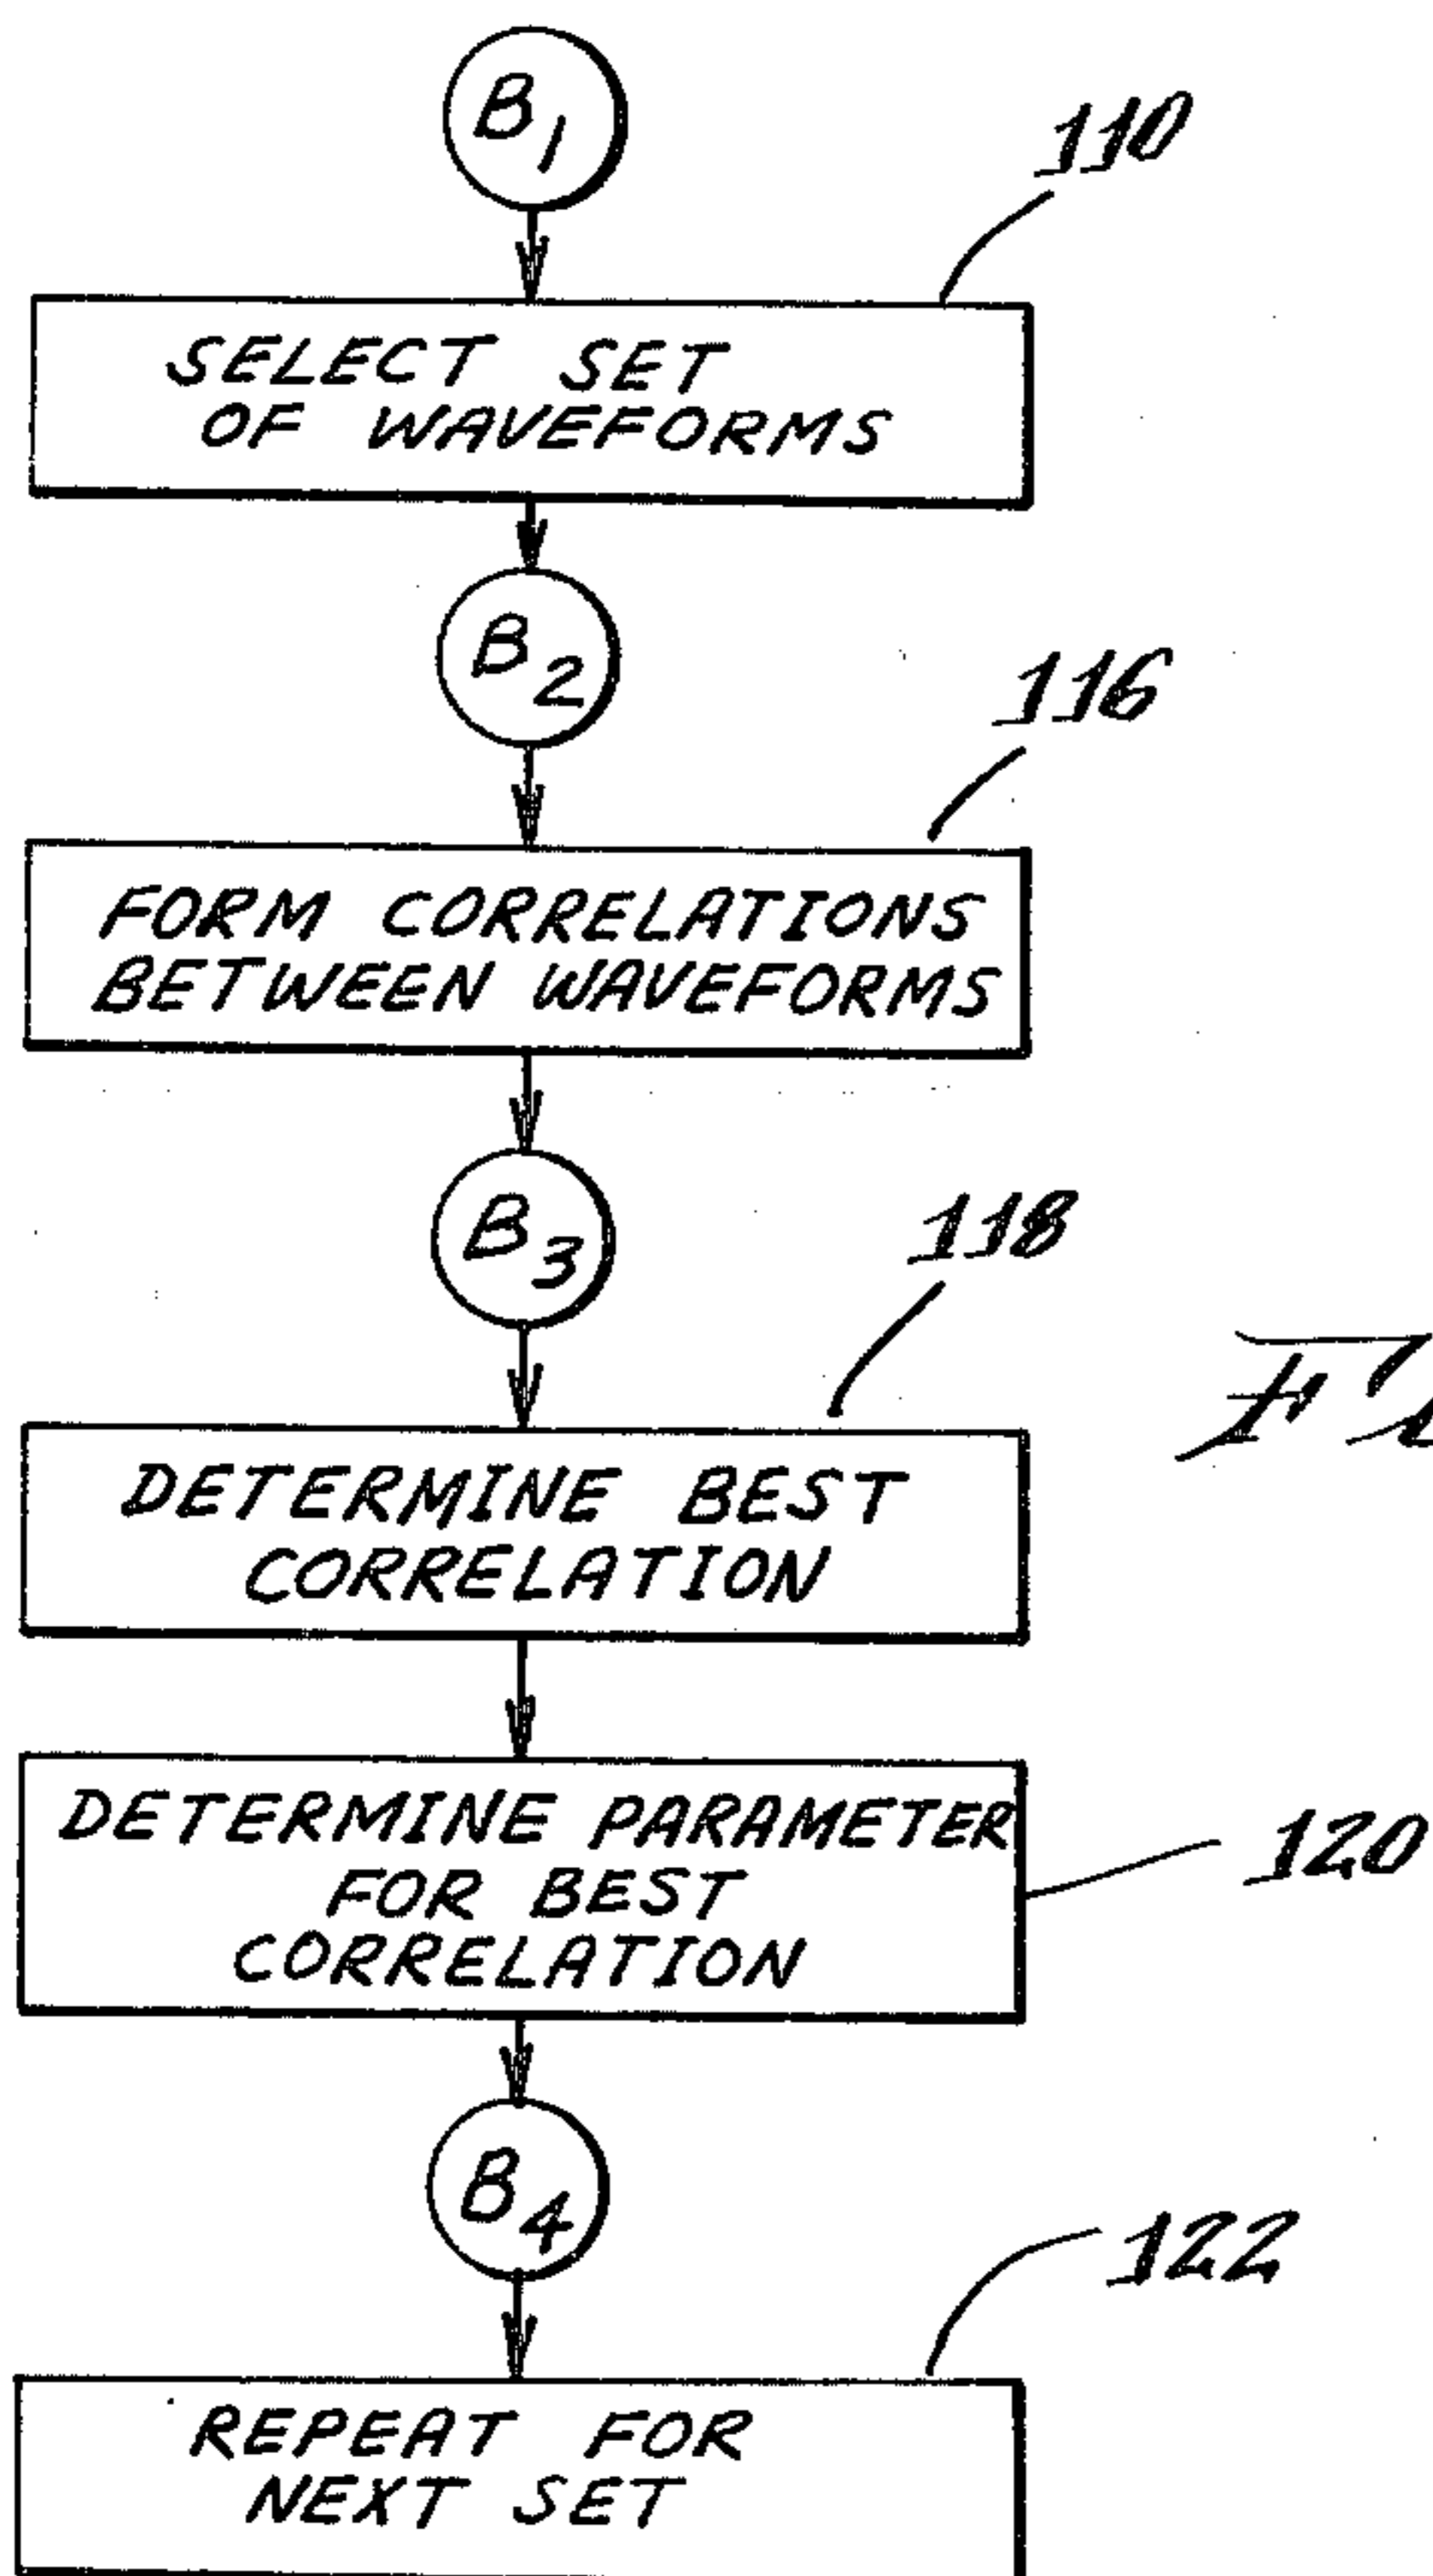 B1
110
SELECT SET
OF WAVEFORMS
B2
116
FORM CORRELATIONS
BETWEEN WAVEFORMS
B3
118
DETERMINE BEST
CORRELATION
DETERMINE PARAMETER
FOR BEST
CORRELATION
120
B4
122
REPEAT FOR
NEXT SET